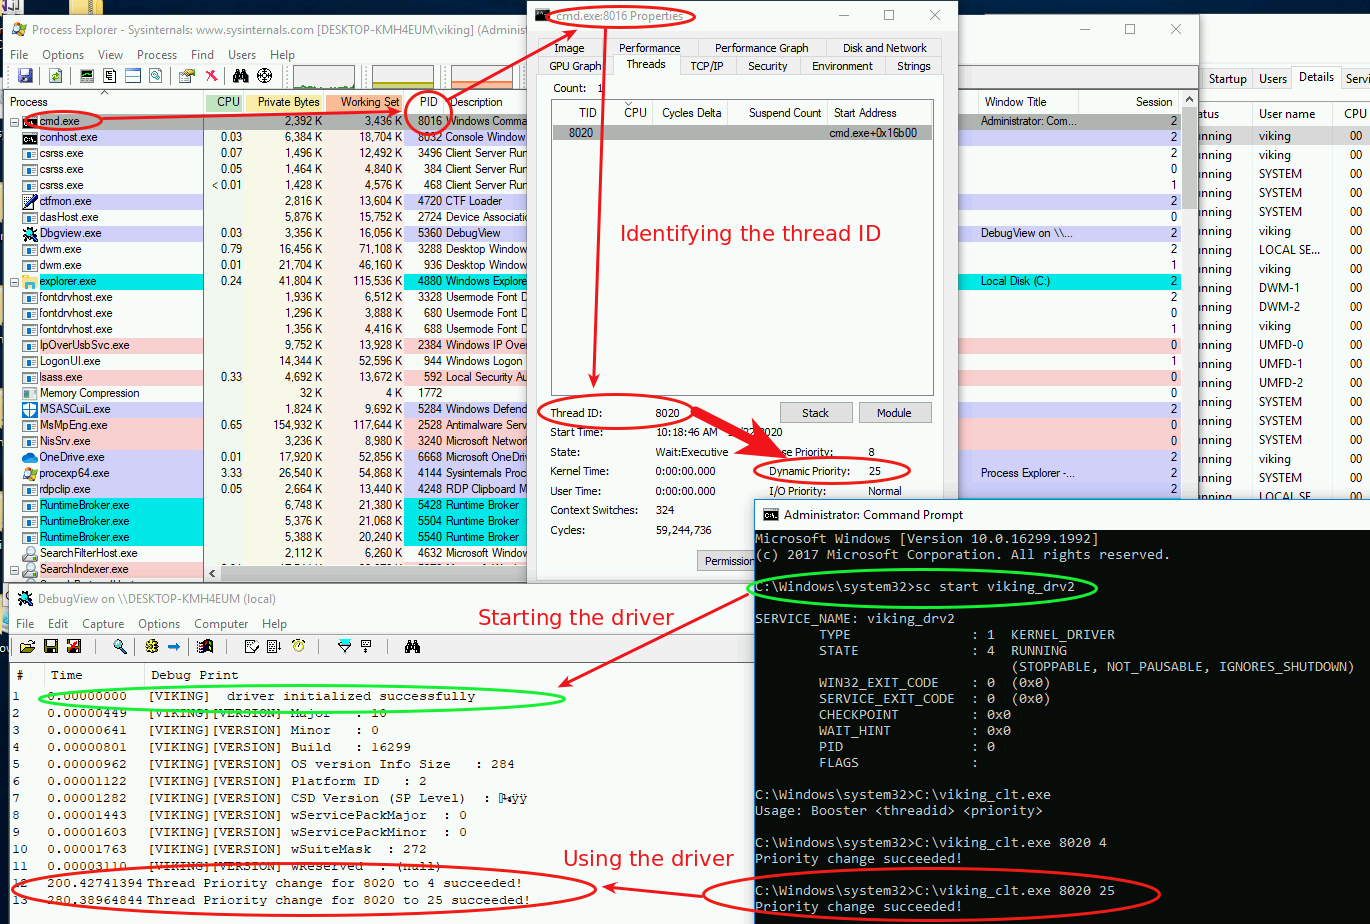 Process Explorer - Sysinternals: www.sysinternals.com [DESKTOP-KMH4EUM\viking] (Admini
File Options View Process Find Users Help
Process CPU Private Bytes Working Set PID Description Window Title Session
cmd.exe 2,392 K 3,436 K 8016 Windows Comma Administrator: Com... 2
conhost.exe 0.03 6,384 K 18,704 K 8032 Console Window 2
csrss.exe 0.07 1,496 K 12,492 K 3496 Client Server Run 2
csrss.exe 0.05 1,464 K 4,840 K 384 Client Server Run 0
csrss.exe < 0.01 1,428 K 4,576 K 468 Client Server Run 1
ctfmon.exe 2,816 K 13,604 K 4720 CTF Loader 2
dasHost.exe 5,876 K 15,752 K 2724 Device Associatio 0
Dbgview.exe 0.03 3,356 K 16,056 K 5360 DebugView DebugView on \\... 2
dwm.exe 0.79 16,456 K 71,108 K 3288 Desktop Window 2
dwm.exe 0.01 21,704 K 46,160 K 936 Desktop Window 1
explorer.exe 0.24 41,804 K 115,536 K 4880 Windows Explore Local Disk (C:) 2
fontdrvhost.exe 1,936 K 6,512 K 3328 Usermode Font D 2
fontdrvhost.exe 1,296 K 3,888 K 680 Usermode Font D 0
fontdrvhost.exe 1,356 K 4,416 K 688 Usermode Font D 1
IpOverUsbSvc.exe 9,752 K 13,928 K 2384 Windows IP Over 0
LogonUI.exe 14,344 K 52,596 K 944 Windows Logon 1
lsass.exe 0.33 4,692 K 13,672 K 592 Local Security Au 0
Memory Compression 32 K 4 K 1772 0
MSASCuiL.exe 1,824 K 9,692 K 5284 Windows Defend 2
MsMpEng.exe 0.65 154,932 K 117,644 K 2528 Antimalware Serv 0
NisSrv.exe 3,236 K 8,980 K 3240 Microsoft Networ 0
OneDrive.exe 0.01 17,920 K 52,856 K 6668 Microsoft OneDriv 2
procexp64.exe 3.33 26,540 K 54,868 K 4144 Sysinternals Proc Process Explorer -... 2
rdpclip.exe 0.05 2,664 K 13,440 K 4248 RDP Clipboard M 2
RuntimeBroker.exe 6,748 K 21,380 K 5428 Runtime Broker
RuntimeBroker.exe 5,376 K 21,068 K 5504 Runtime Broker
RuntimeBroker.exe 5,388 K 20,240 K 5540 Runtime Broker
SearchFilterHost.exe 2,112 K 6,260 K 4632 Microsoft Window
SearchIndexer.exe
cmd.exe:8016 Properties
Image Performance Performance Graph Disk and Network
GPU Graph Threads TCP/IP Security Environment Strings
Count: 1
TID CPU Cycles Delta Suspend Count Start Address
8020 cmd.exe+0x16b00
Identifying the thread ID
Thread ID: 8020 Stack Module
Start Time: 10:18:46 AM
State: Wait:Executive Priority: 8
Kernel Time: 0:00:00.000 Dynamic Priority: 25
User Time: 0:00:00.000 I/O Priority: Normal
Context Switches: 324
Cycles: 59,244,736
Permission
Startup Users Details Servi
atus User name CPU
unning viking 00
unning viking 00
unning SYSTEM 00
unning viking 00
unning SYSTEM 00
unning viking 00
unning LOCAL SE... 00
unning viking 00
unning DWM-1 00
unning DWM-2 00
unning viking 00
unning UMFD-0 00
unning UMFD-1 00
unning UMFD-2 00
unning viking 00
unning SYSTEM 00
unning SYSTEM 00
unning viking 00
unning SYSTEM 00
unning LOCAL SE 00
DebugView on \\DESKTOP-KMH4EUM (local)
File Edit Capture Options Computer Help
Starting the driver
# Time Debug Print
1 0.00000000 [VIKING] driver initialized successfully
2 0.00000449 [VIKING][VERSION] Major : 10
3 0.00000641 [VIKING][VERSION] Minor : 0
4 0.00000801 [VIKING][VERSION] Build : 16299
5 0.00000962 [VIKING][VERSION] OS version Info Size : 284
6 0.00001122 [VIKING][VERSION] Platform ID : 2
7 0.00001282 [VIKING][VERSION] CSD Version (SP Level) :
8 0.00001443 [VIKING][VERSION] wServicePackMajor : 0
9 0.00001603 [VIKING][VERSION] wServicePackMinor : 0
10 0.00001763 [VIKING][VERSION] wSuiteMask : 272
11 0.00003110 [VIKING][VERSION] wReserved : (null)
12 200.42741394 Thread Priority change for 8020 to 4 succeeded!
13 280.38964844 Thread Priority change for 8020 to 25 succeeded!
Using the driver
Administrator: Command Prompt
Microsoft Windows [Version 10.0.16299.1992]
(c) 2017 Microsoft Corporation. All rights reserved.
C:\Windows\system32>sc start viking_drv2
SERVICE_NAME: viking_drv2
TYPE : 1 KERNEL_DRIVER
STATE : 4 RUNNING
(STOPPABLE, NOT_PAUSABLE, IGNORES_SHUTDOWN)
WIN32_EXIT_CODE : 0 (0x0)
SERVICE_EXIT_CODE : 0 (0x0)
CHECKPOINT : 0x0
WAIT_HINT : 0x0
PID : 0
FLAGS :
C:\Windows\system32>C:\viking_clt.exe
Usage: Booster <threadid> <priority>
C:\Windows\system32>C:\viking_clt.exe 8020 4
Priority change succeeded!
C:\Windows\system32>C:\viking_clt.exe 8020 25
Priority change succeeded!